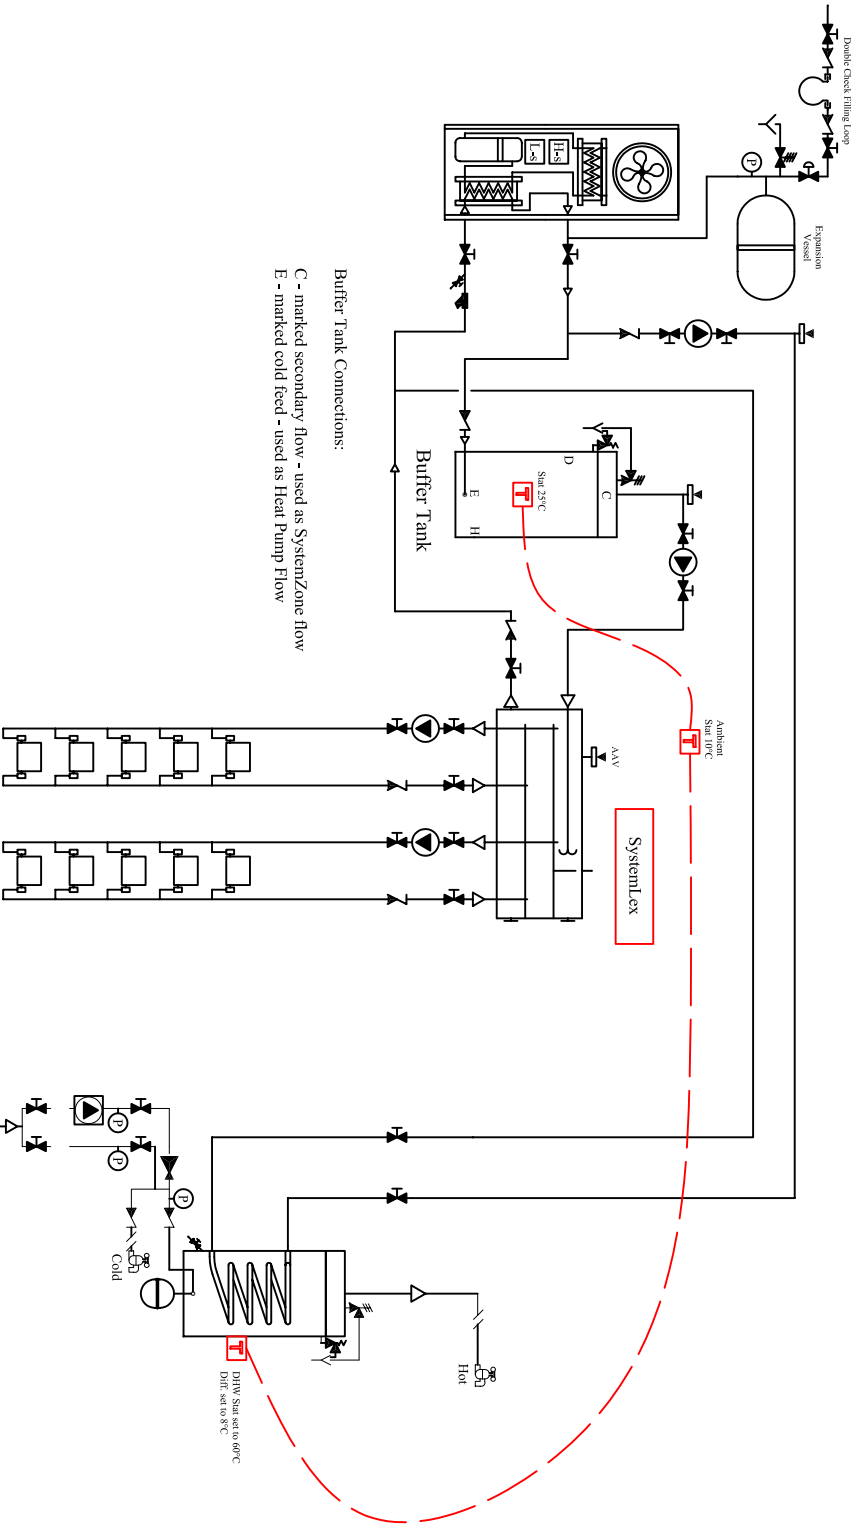 Double Check Filling Loop
P
Expansion
Vessel
H-s
L-s
Buffer Tank Connections:
C - marked secondary flow - used as SystemZone flow
E - marked cold feed - used as Heat Pump Flow
Buffer Tank
D
C
E
H
T
Stat 25°C
T
Ambient
Stat 10°C
AAV
SystemLex
P
P
P
Cold
Hot
T
DHW Stat set to 60°C
Diff. set to 8°C